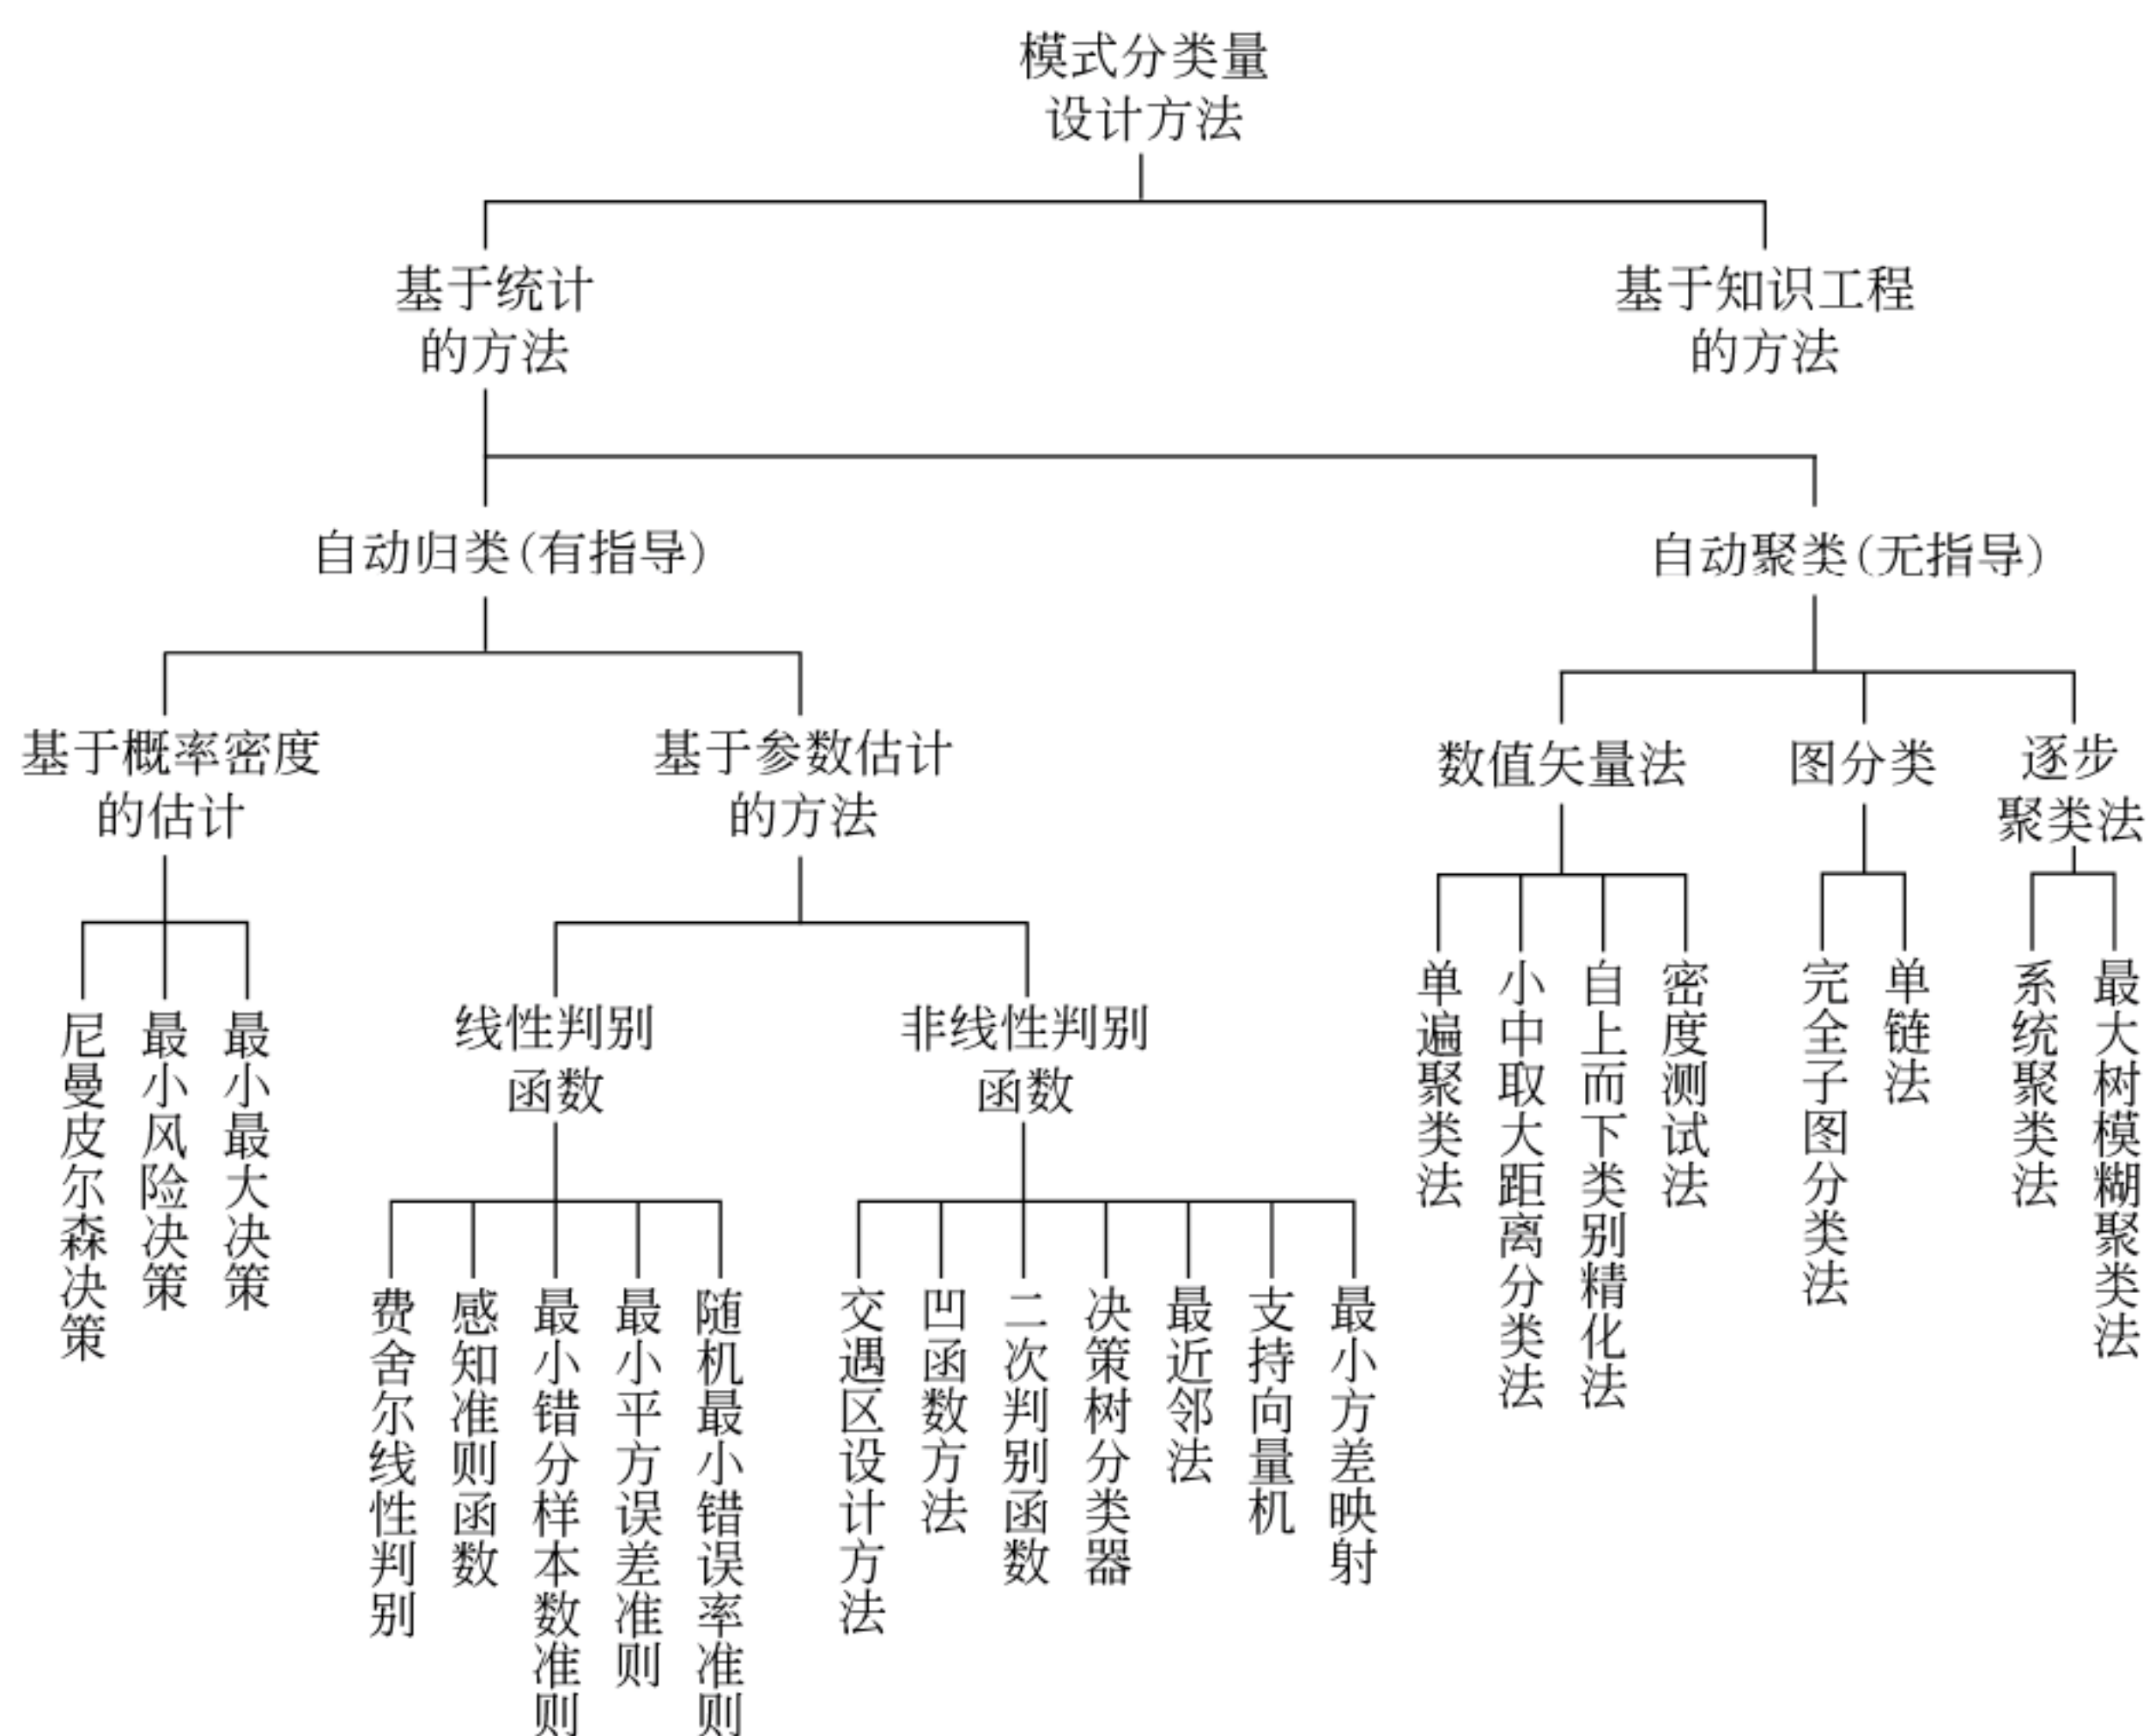 模式分类量
设计方法
基于统计
的方法
基于知识工程
的方法
自动归类(有指导)
自动聚类(无指导)
基于概率密度
的估计
基于参数估计
的方法
数值矢量法
图分类
逐步
聚类法
尼曼皮尔森决策
最小风险决策
最小最大决策
线性判别
函数
非线性判别
函数
单遍聚类法
小中取大距离分类法
自上而下类别精化法
密度测试法
完全子图分类法
单链法
系统聚类法
最大树模糊聚类法
费舍尔线性判别
感知准则函数
最小错分样本数准则
最小平方误差准则
随机最小错误率准则
交遇区设计方法
凹函数方法
二次判别函数
决策树分类器
最近邻法
支持向量机
最小方差映射